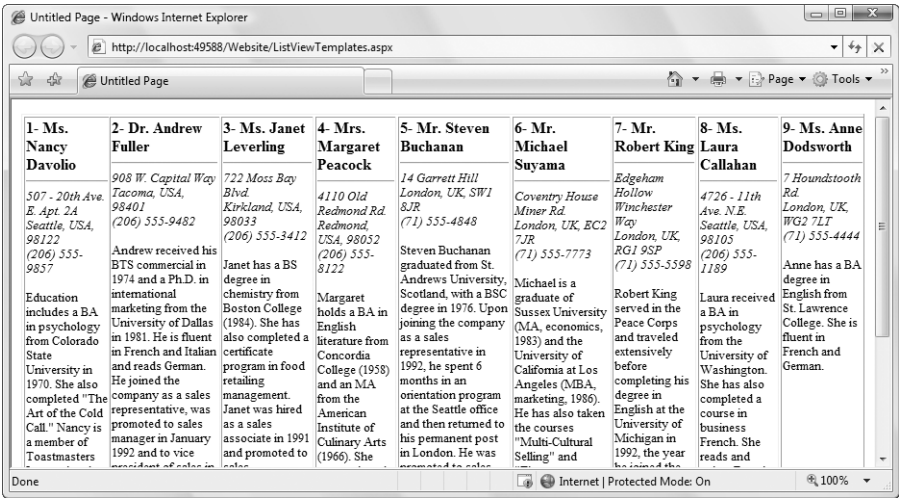 Untitled Page - Windows Internet Explorer
http://localhost:49588/Website/ListViewTemplates.aspx
Untitled Page
Page
Tools
1- Ms.
Nancy
Davolio
507 - 20th Ave.
E. Apt. 2A
Seattle, USA,
98122
(206) 555-
9857
Education
includes a BA
in psychology
from Colorado
State
University in
1970. She also
completed "The
Art of the Cold
Call." Nancy is
a member of
Toastmasters
2- Dr. Andrew
Fuller
908 W. Capital Way
Tacoma, USA,
98401
(206) 555-9482
Andrew received his
BTS commercial in
1974 and a Ph.D. in
international
marketing from the
University of Dallas
in 1981. He is fluent
in French and Italian
and reads German.
He joined the
company as a sales
representative, was
promoted to sales
manager in January
1992 and to vice
president of sales in
3- Ms. Janet
Leverling
722 Moss Bay
Blvd.
Kirkland, USA,
98033
(206) 555-3412
Janet has a BS
degree in
chemistry from
Boston College
(1984). She has
also completed a
certificate
program in food
retailing
management.
Janet was hired
as a sales
associate in 1991
and promoted to
sales
4- Mrs.
Margaret
Peacock
4110 Old
Redmond Rd.
Redmond,
USA, 98052
(206) 555-
8122
Margaret
holds a BA in
English
literature from
Concordia
College (1958)
and an MA
from the
American
Institute of
Culinary Arts
(1966). She
5- Mr. Steven
Buchanan
14 Garrett Hill
London, UK, SW1
8JR
(71) 555-4848
Steven Buchanan
graduated from St.
Andrews University,
Scotland, with a BSC
degree in 1976. Upon
joining the company
as a sales
representative in
1992, he spent 6
months in an
orientation program
at the Seattle office
and then returned to
his permanent post
in London. He was
promoted to sales
6- Mr.
Michael
Suyama
Coventry House
Miner Rd.
London, UK, EC2
7JR
(71) 555-7773
Michael is a
graduate of
Sussex University
(MA, economics,
1983) and the
University of
California at Los
Angeles (MBA,
marketing, 1986).
He has also taken
the courses
"Multi-Cultural
Selling" and
7- Mr.
Robert King
Edgeham
Hollow
Winchester
Way
London, UK,
RG1 9SP
(71) 555-5598
Robert King
served in the
Peace Corps
and traveled
extensively
before
completing his
degree in
English at the
University of
Michigan in
1992, the year
he joined the
8- Ms.
Laura
Callahan
4726 - 11th
Ave. N.E.
Seattle, USA,
98105
(206) 555-
1189
Laura received
a BA in
psychology
from the
University of
Washington.
She has also
completed a
course in
business
French. She
reads and
9- Ms. Anne
Dodsworth
7 Houndstooth
Rd.
London, UK,
WG2 7LT
(71) 555-4444
Anne has a BA
degree in
English from
St. Lawrence
College. She is
fluent in
French and
German.
Done
Internet | Protected Mode: On
100%